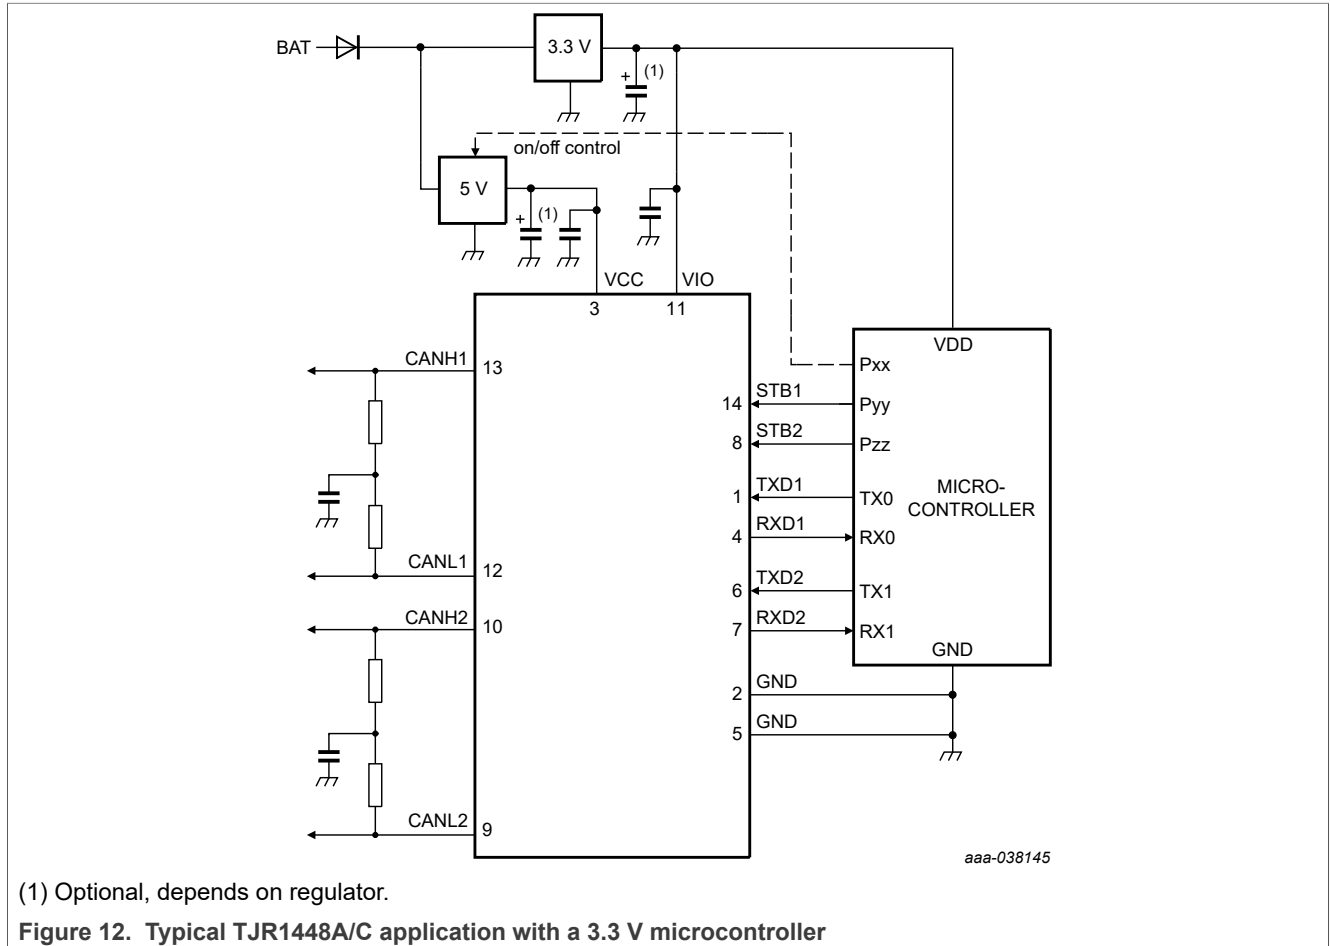 BAT
3.3 V
+ (1)
on/off control
5 V
+ (1)
VCC
VIO
3
11
VDD
CANH1
13
Pxx
14
STB1
Pyy
8
STB2
Pzz
MICRO-
CONTROLLER
1
TXD1
TX0
4
RXD1
RX0
CANL1
12
6
TXD2
TX1
CANH2
10
7
RXD2
RX1
GND
2
GND
5
GND
CANL2
9
aaa-038145
(1) Optional, depends on regulator.
Figure 12. Typical TJR1448A/C application with a 3.3 V microcontroller